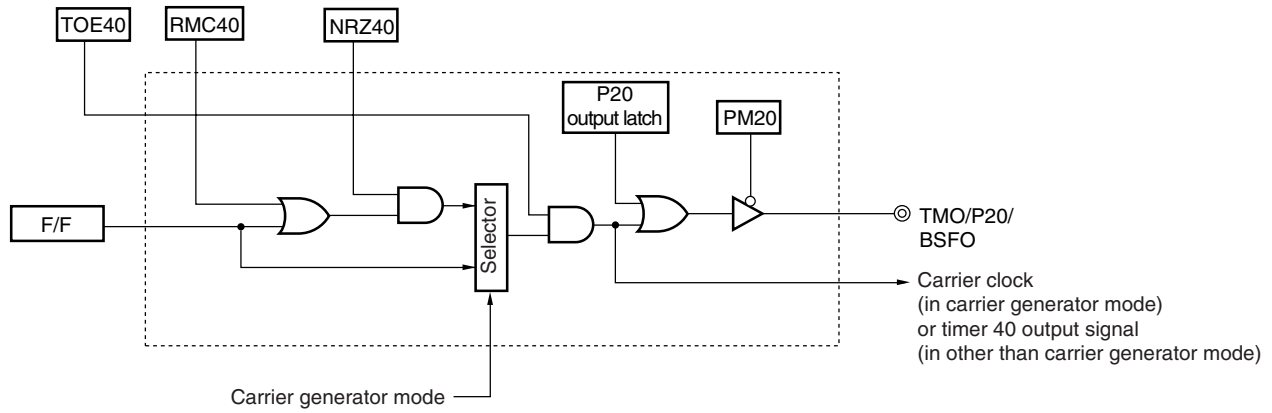 TOE40
RMC40
NRZ40
P20
output latch
PM20
F/F
Selector
TMO/P20/
BSFO
Carrier clock
(in carrier generator mode)
or timer 40 output signal
(in other than carrier generator mode)
Carrier generator mode